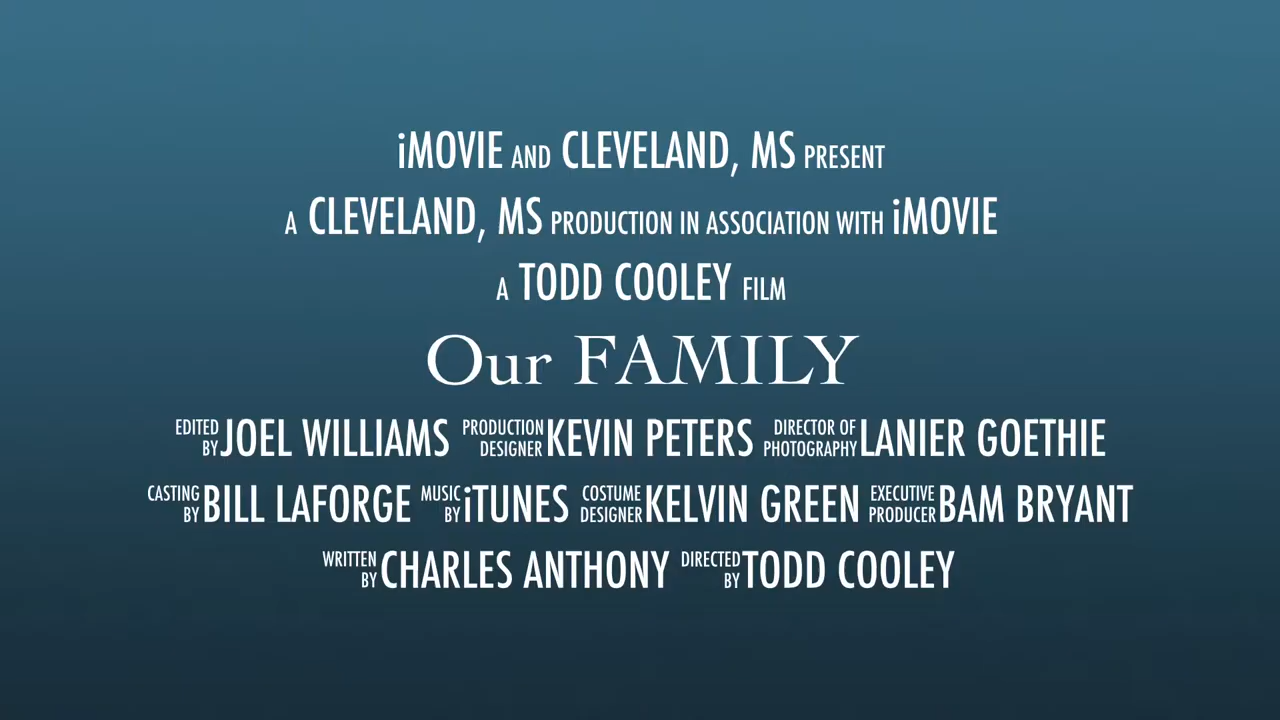 iMOVIE AND CLEVELAND, MS PRESENT
A CLEVELAND, MS PRODUCTION IN ASSOCIATION WITH iMOVIE
A TODD COOLEY FILM
Our FAMILY
EDITED BY JOEL WILLIAMS PRODUCTION DESIGNER KEVIN PETERS DIRECTOR OF PHOTOGRAPHY LANIER GOETHIE
CASTING BY BILL LAFORGE MUSIC BY iTUNES COSTUME DESIGNER KELVIN GREEN EXECUTIVE PRODUCER BAM BRYANT
WRITTEN BY CHARLES ANTHONY DIRECTED BY TODD COOLEY